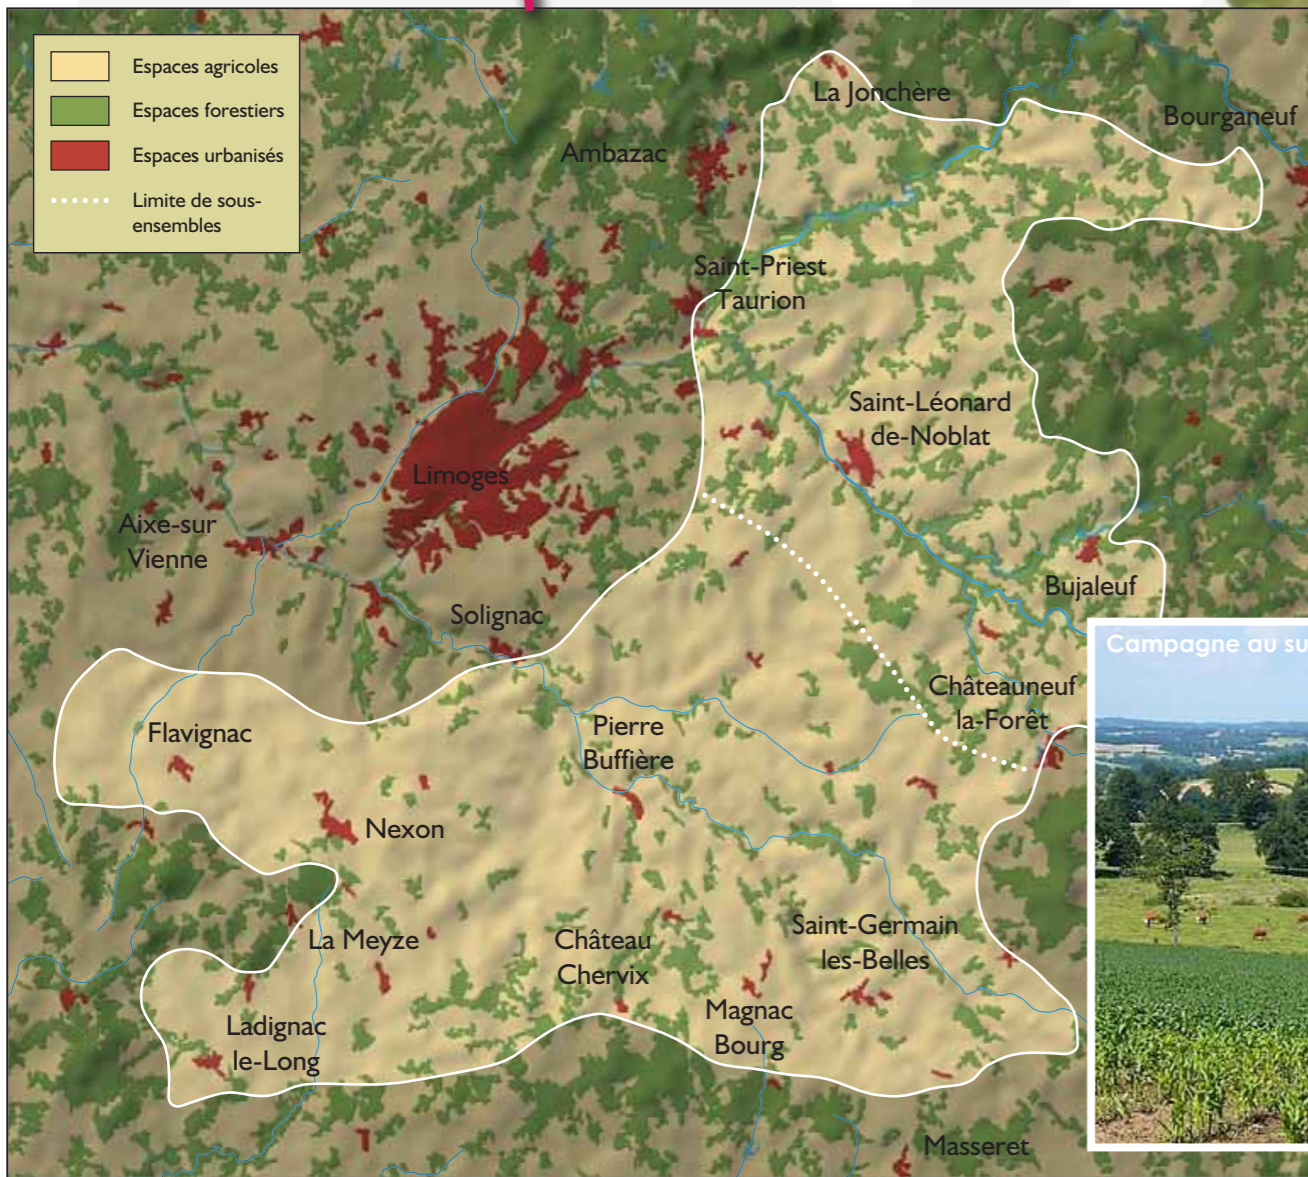 Espaces agricoles
Espaces forestiers
Espaces urbanisés
Limite de sous-
ensembles
La Jonchère
Bourganeuf
Ambazac
Saint-Priest
Taurion
Saint-Léonard
de-Noblat
Limoges
Aixe-sur
Vienne
Bujaleuf
Solignac
Campagne au su
Châteauneuf
la-Forêt
Flavignac
Pierre
Buffière
Nexon
La Meyze
Château
Chervix
Saint-Germain
les-Belles
Magnac
Bourg
Ladignac
le-Long
Masseret